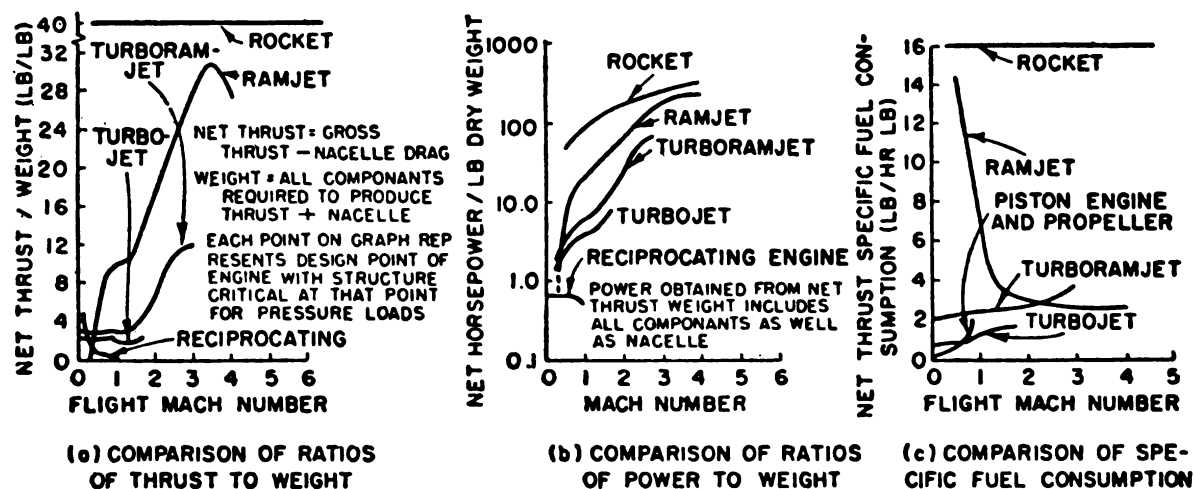 NET THRUST / WEIGHT (LB/LB)
40
32
28
24
20
16
12
8
4
0
ROCKET
TURBORAM-
JET
RAMJET
TURBO-
JET
NET THRUST = GROSS
THRUST – NACELLE DRAG
WEIGHT = ALL COMPONANTS
REQUIRED TO PRODUCE
THRUST + NACELLE
EACH POINT ON GRAPH REP
RESENTS DESIGN POINT OF
ENGINE WITH STRUCTURE
CRITICAL AT THAT POINT
FOR PRESSURE LOADS
RECIPROCATING
0 1 2 3 4 5 6
FLIGHT MACH NUMBER
(a) COMPARISON OF RATIOS
OF THRUST TO WEIGHT
NET HORSEPOWER / LB DRY WEIGHT
1000
100
10.0
1.0
0.1
ROCKET
RAMJET
TURBORAMJET
TURBOJET
RECIPROCATING ENGINE
POWER OBTAINED FROM NET
THRUST WEIGHT INCLUDES
ALL COMPONANTS AS WELL
AS NACELLE
0 1 2 3 4 5 6
MACH NUMBER
(b) COMPARISON OF RATIOS
OF POWER TO WEIGHT
NET THRUST SPECIFIC FUEL CON-
SUMPTION (LB/HR LB)
16
14
12
10
8
6
4
2
0
ROCKET
RAMJET
PISTON ENGINE
AND PROPELLER
TURBORAMJET
TURBOJET
0 1 2 3 4 5
FLIGHT MACH NUMBER
(c) COMPARISON OF SPE-
CIFIC FUEL CONSUMPTION